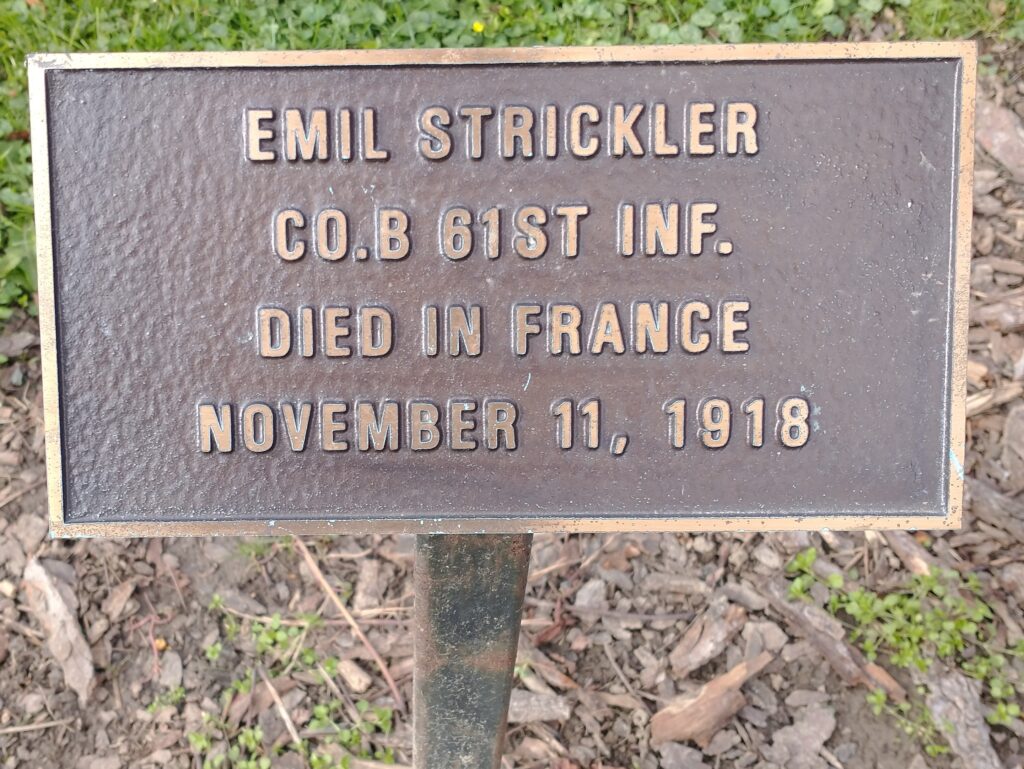 EMIL STRICKLER
CO.B 61ST INF.
DIED IN FRANCE
NOVEMBER 11, 1918